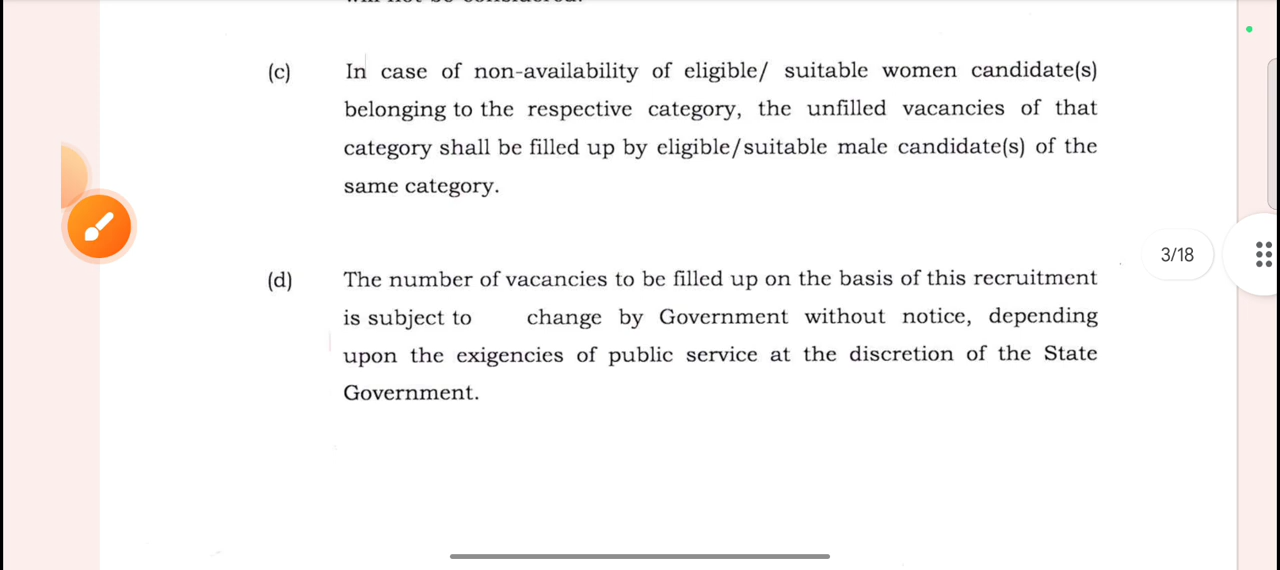 (c) In case of non-availability of eligible/ suitable women candidate(s)
belonging to the respective category, the unfilled vacancies of that
category shall be filled up by eligible/suitable male candidate(s) of the
same category.
3/18
(d) The number of vacancies to be filled up on the basis of this recruitment
is subject to change by Government without notice, depending
upon the exigencies of public service at the discretion of the State
Government.